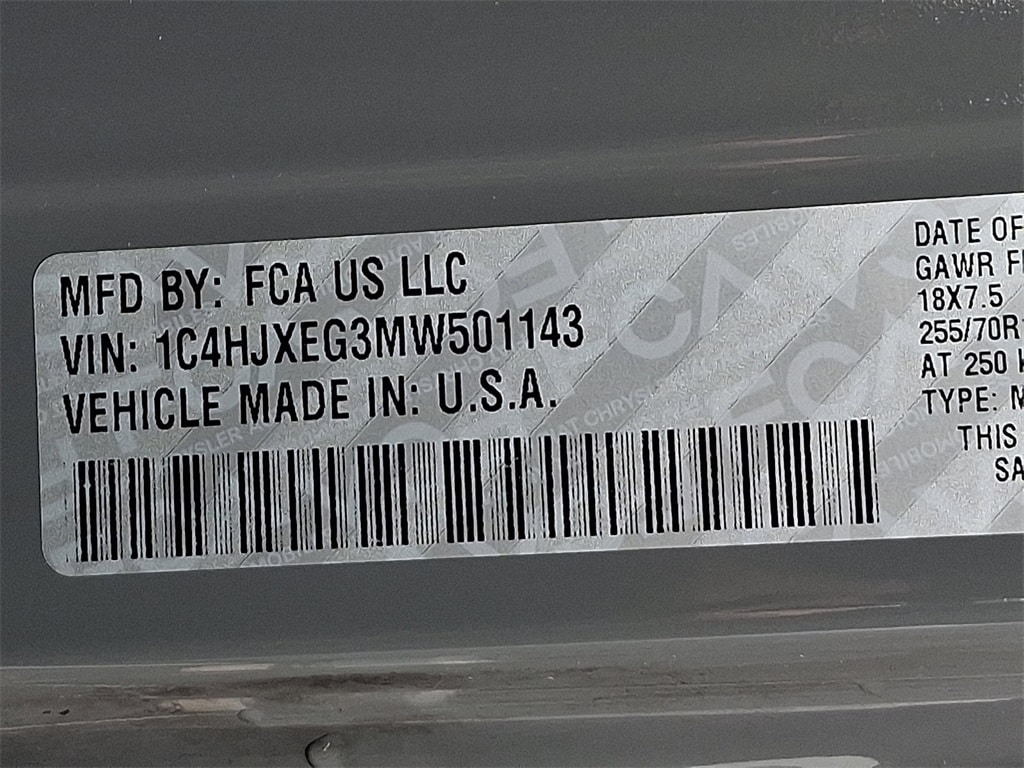 MFD BY: FCA US LLC
VIN: 1C4HJXEG3MW501143
VEHICLE MADE IN: U.S.A.
DATE OF
GAWR F
18X7.5
255/70R
AT 250
TYPE: M
THIS
SA